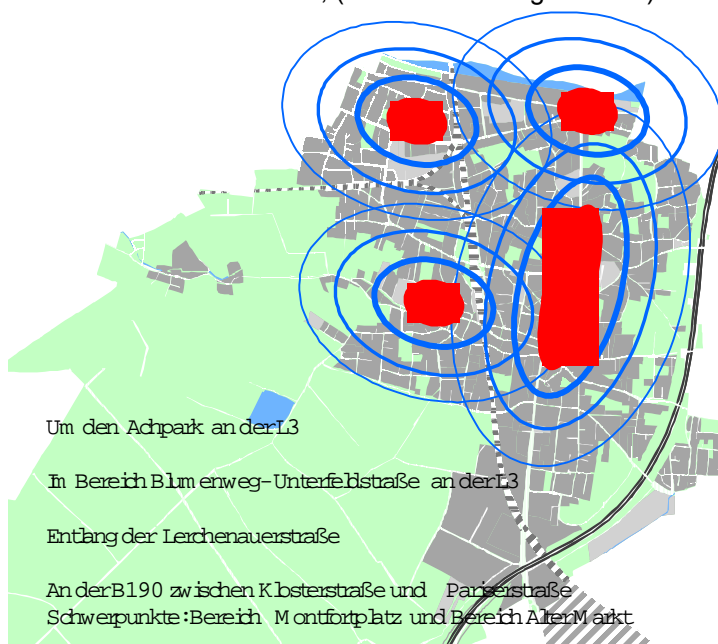 Um den Achpark an der L3
Im Bereich Blumenweg-Unterfeldstraße an der L3
Entlang der Lerchenauerstraße
An der B190 zwischen Klosterstraße und Pariserstraße
Schwerpunkte: Bereich Montfortplatz und Bereich Alter Markt